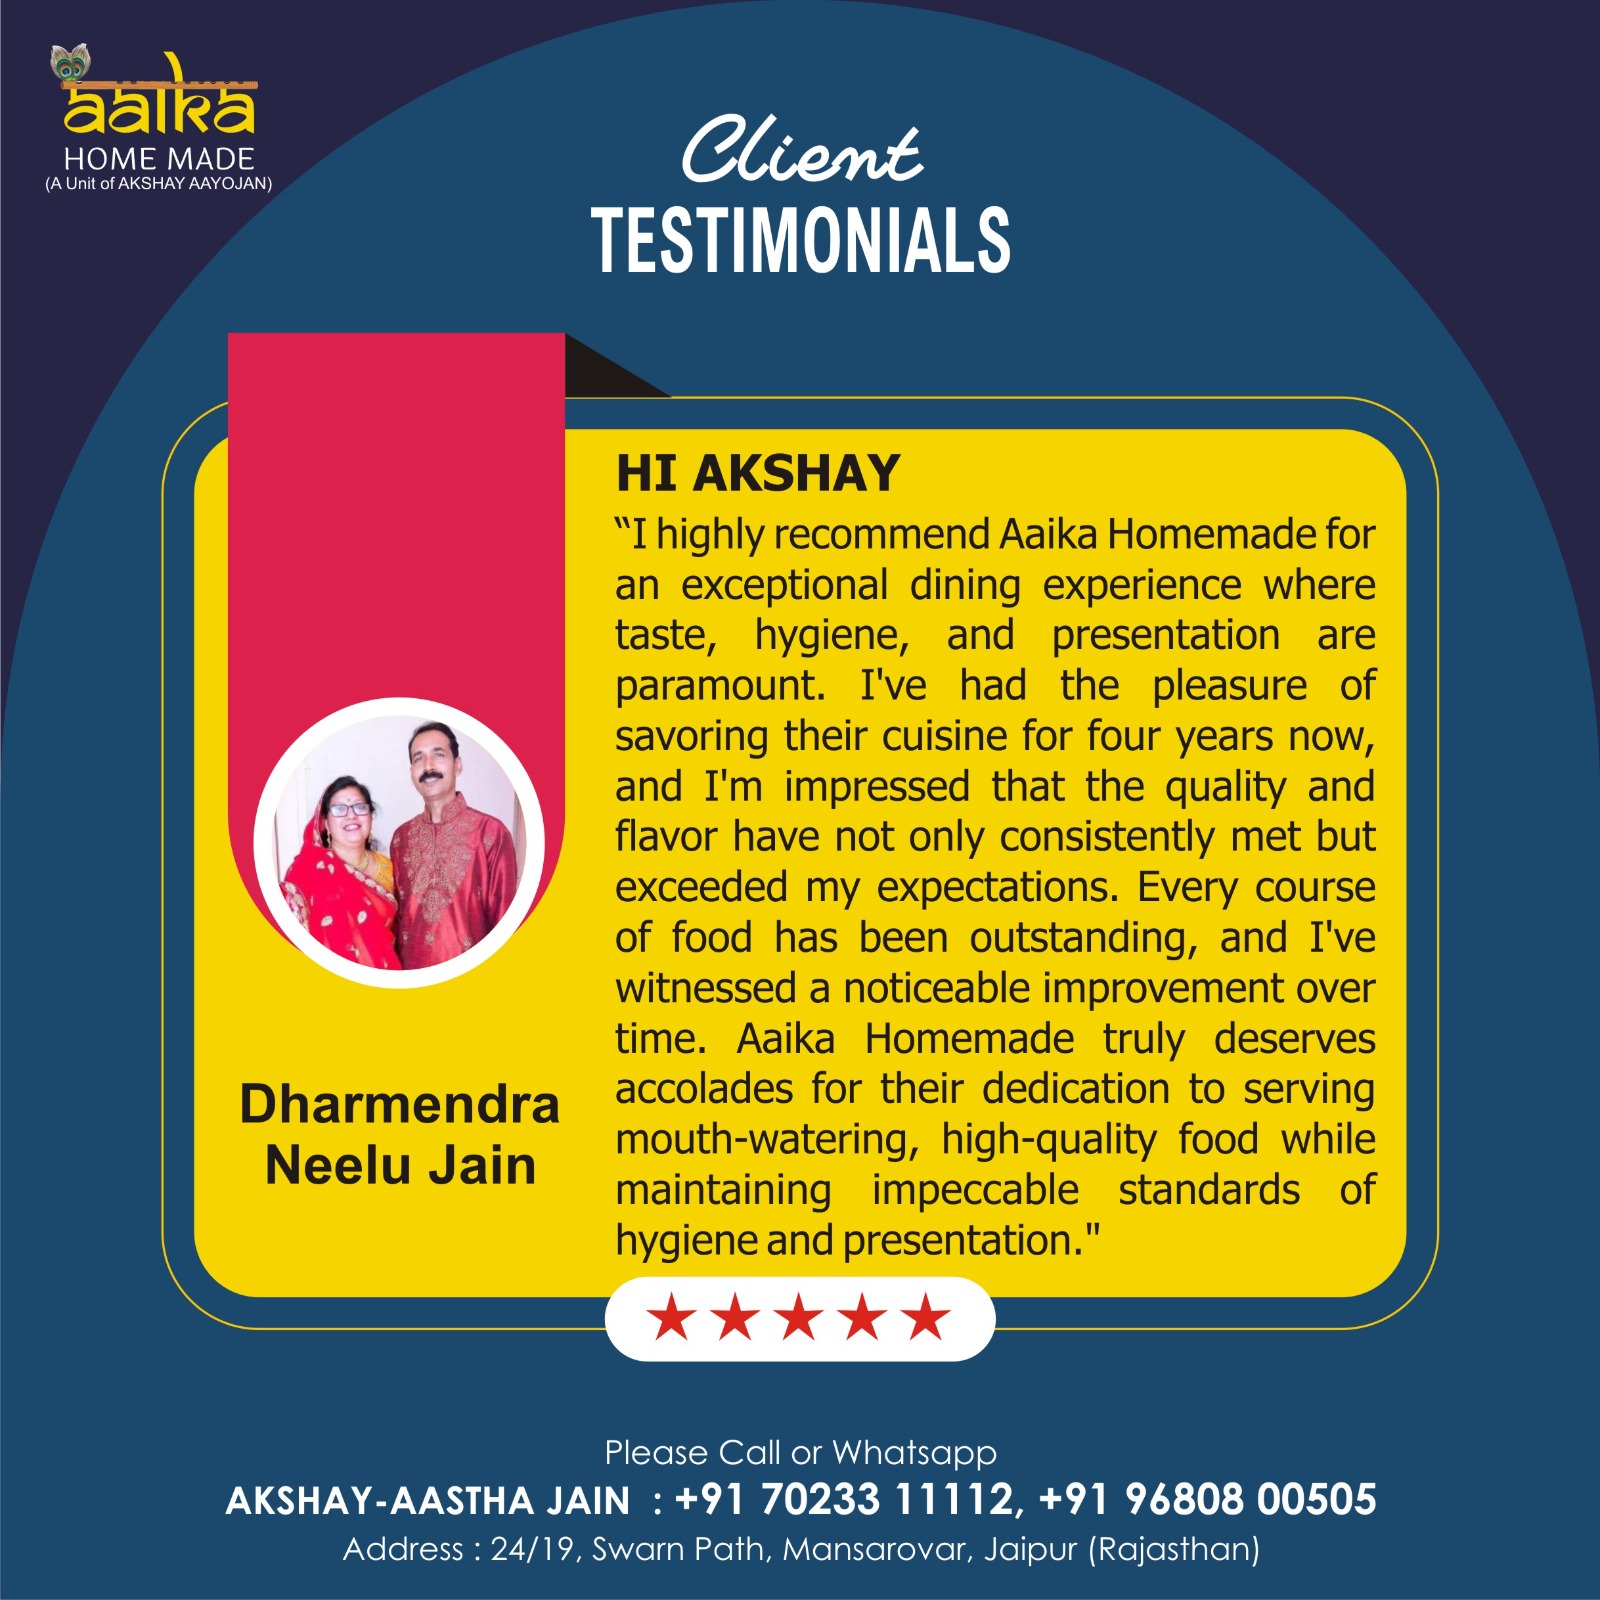 aaika
HOME MADE
(A Unit of AKSHAY AAYOJAN)
Client
TESTIMONIALS
HI AKSHAY
“I highly recommend Aaika Homemade for
an exceptional dining experience where
taste, hygiene, and presentation are
paramount. I've had the pleasure of
savoring their cuisine for four years now,
and I'm impressed that the quality and
flavor have not only consistently met but
exceeded my expectations. Every course
of food has been outstanding, and I've
witnessed a noticeable improvement over
time. Aaika Homemade truly deserves
accolades for their dedication to serving
mouth-watering, high-quality food while
maintaining impeccable standards of
hygiene and presentation."
Dharmendra
Neelu Jain
Please Call or Whatsapp
AKSHAY-AASTHA JAIN : +91 70233 11112, +91 96808 00505
Address : 24/19, Swarn Path, Mansarovar, Jaipur (Rajasthan)